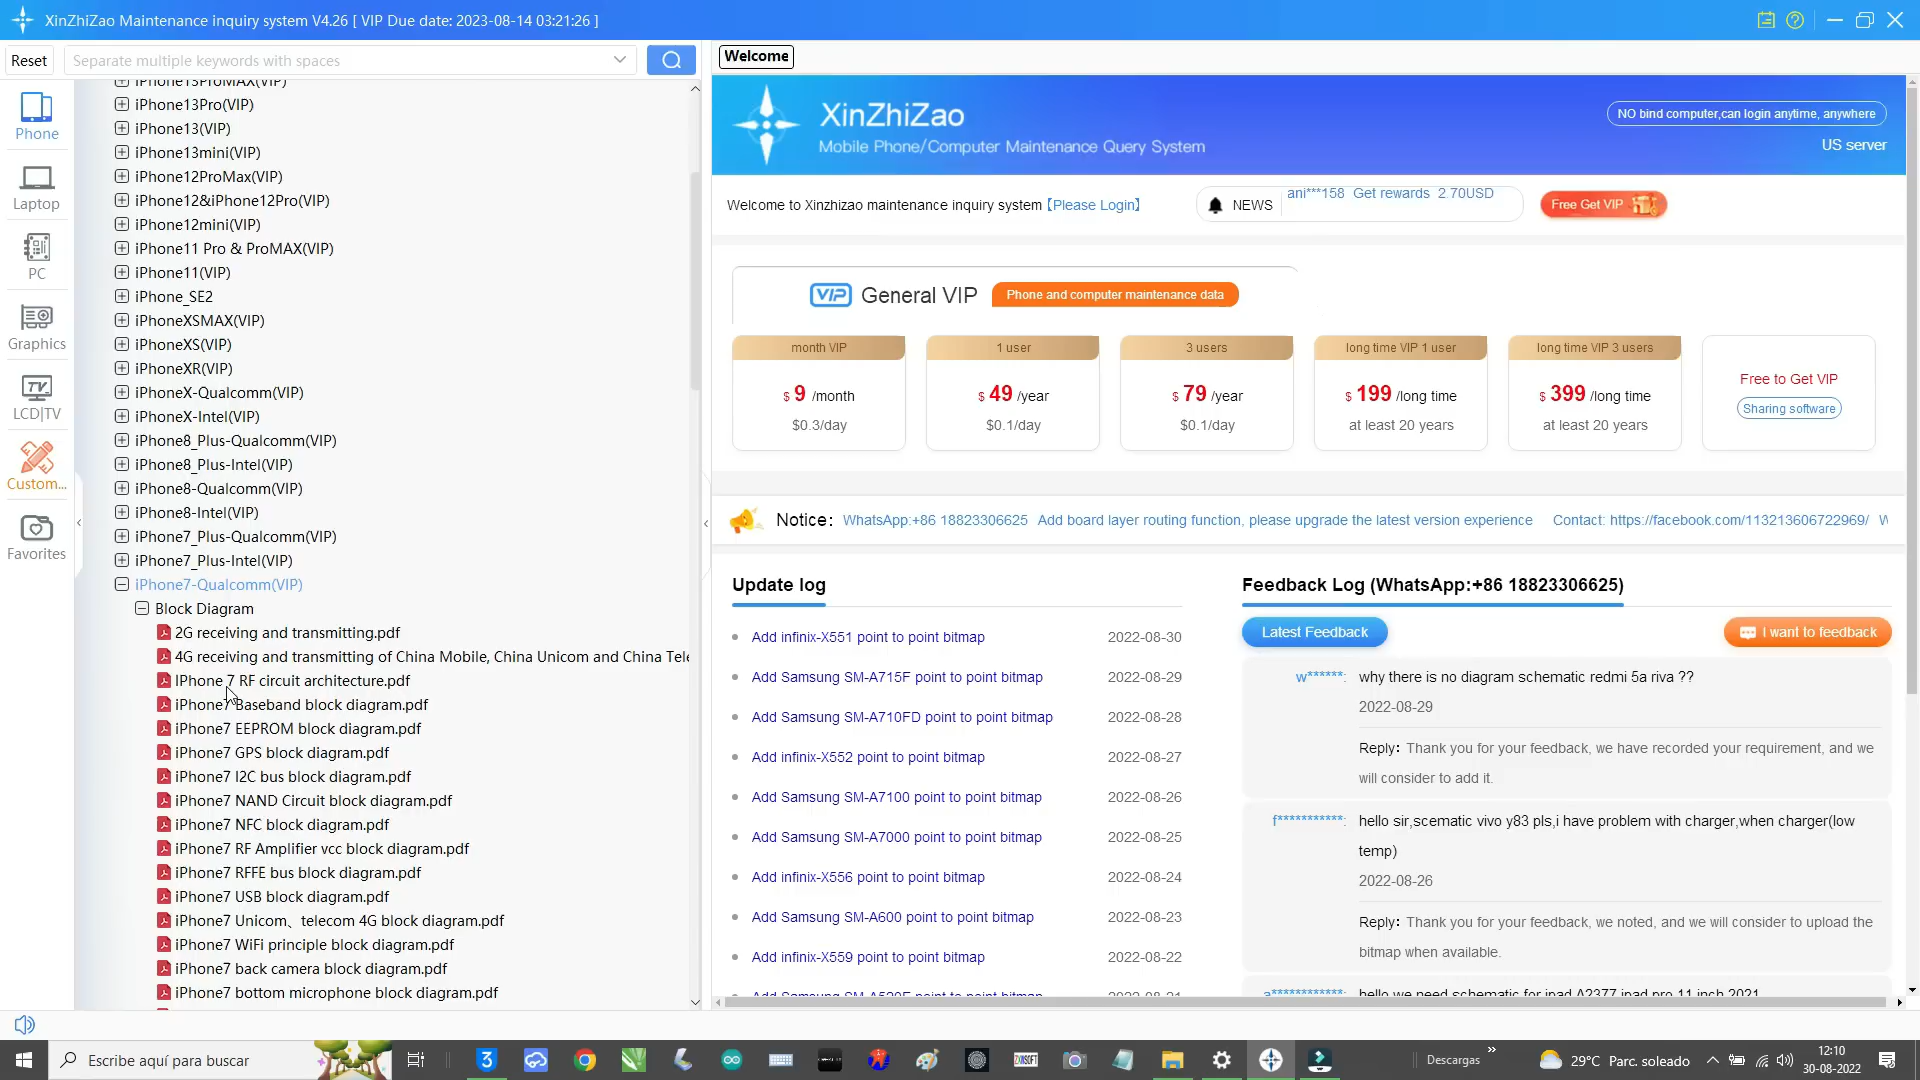 XinZhiZao Maintenance inquiry system V4.26 [ VIP Due date: 2023-08-14 03:21:26 ]
Reset
Separate multiple keywords with spaces
Phone
Laptop
PC
Graphics
LCD|TV
Custom...
Favorites
iPhone13ProMAX(VIP)
iPhone13Pro(VIP)
iPhone13(VIP)
iPhone13mini(VIP)
iPhone12ProMax(VIP)
iPhone12&iPhone12Pro(VIP)
iPhone12mini(VIP)
iPhone11 Pro & ProMAX(VIP)
iPhone11(VIP)
iPhone_SE2
iPhoneXSMAX(VIP)
iPhoneXS(VIP)
iPhoneXR(VIP)
iPhoneX-Qualcomm(VIP)
iPhoneX-Intel(VIP)
iPhone8_Plus-Qualcomm(VIP)
iPhone8_Plus-Intel(VIP)
iPhone8-Qualcomm(VIP)
iPhone8-Intel(VIP)
iPhone7_Plus-Qualcomm(VIP)
iPhone7_Plus-Intel(VIP)
iPhone7-Qualcomm(VIP)
Block Diagram
2G receiving and transmitting.pdf
4G receiving and transmitting of China Mobile, China Unicom and China Tele
IPhone 7 RF circuit architecture.pdf
iPhone7 Baseband block diagram.pdf
iPhone7 EEPROM block diagram.pdf
iPhone7 GPS block diagram.pdf
iPhone7 I2C bus block diagram.pdf
iPhone7 NAND Circuit block diagram.pdf
iPhone7 NFC block diagram.pdf
iPhone7 RF Amplifier vcc block diagram.pdf
iPhone7 RFFE bus block diagram.pdf
iPhone7 USB block diagram.pdf
iPhone7 Unicom、telecom 4G block diagram.pdf
iPhone7 WiFi principle block diagram.pdf
iPhone7 back camera block diagram.pdf
iPhone7 bottom microphone block diagram.pdf
Welcome
XinZhiZao
Mobile Phone/Computer Maintenance Query System
NO bind computer,can login anytime, anywhere
US server
Welcome to Xinzhizao maintenance inquiry system【Please Login】
NEWS
ani***158 Get rewards 2.70USD
Free Get VIP
VIP General VIP
Phone and computer maintenance data
month VIP
$ 9 /month
$0.3/day
1 user
$ 49 /year
$0.1/day
3 users
$ 79 /year
$0.1/day
long time VIP 1 user
$ 199 /long time
at least 20 years
long time VIP 3 users
$ 399 /long time
at least 20 years
Free to Get VIP
Sharing software
Notice: WhatsApp:+86 18823306625 Add board layer routing function, please upgrade the latest version experience Contact: https://facebook.com/113213606722969/
Update log
Add infinix-X551 point to point bitmap 2022-08-30
Add Samsung SM-A715F point to point bitmap 2022-08-29
Add Samsung SM-A710FD point to point bitmap 2022-08-28
Add infinix-X552 point to point bitmap 2022-08-27
Add Samsung SM-A7100 point to point bitmap 2022-08-26
Add Samsung SM-A7000 point to point bitmap 2022-08-25
Add infinix-X556 point to point bitmap 2022-08-24
Add Samsung SM-A600 point to point bitmap 2022-08-23
Add infinix-X559 point to point bitmap 2022-08-22
Feedback Log (WhatsApp:+86 18823306625)
Latest Feedback
I want to feedback
w******: why there is no diagram schematic redmi 5a riva ??
2022-08-29
Reply: Thank you for your feedback, we have recorded your requirement, and we
will consider to add it.
f***********: hello sir,scematic vivo y83 pls,i have problem with charger,when charger(low
temp)
2022-08-26
Reply: Thank you for your feedback, we noted, and we will consider to upload the
bitmap when available.
hello we need schematic for ipad A2377 ipad pro 11 inch 2021
Escribe aquí para buscar
Descargas
29°C Parc. soleado
12:10
30-08-2022